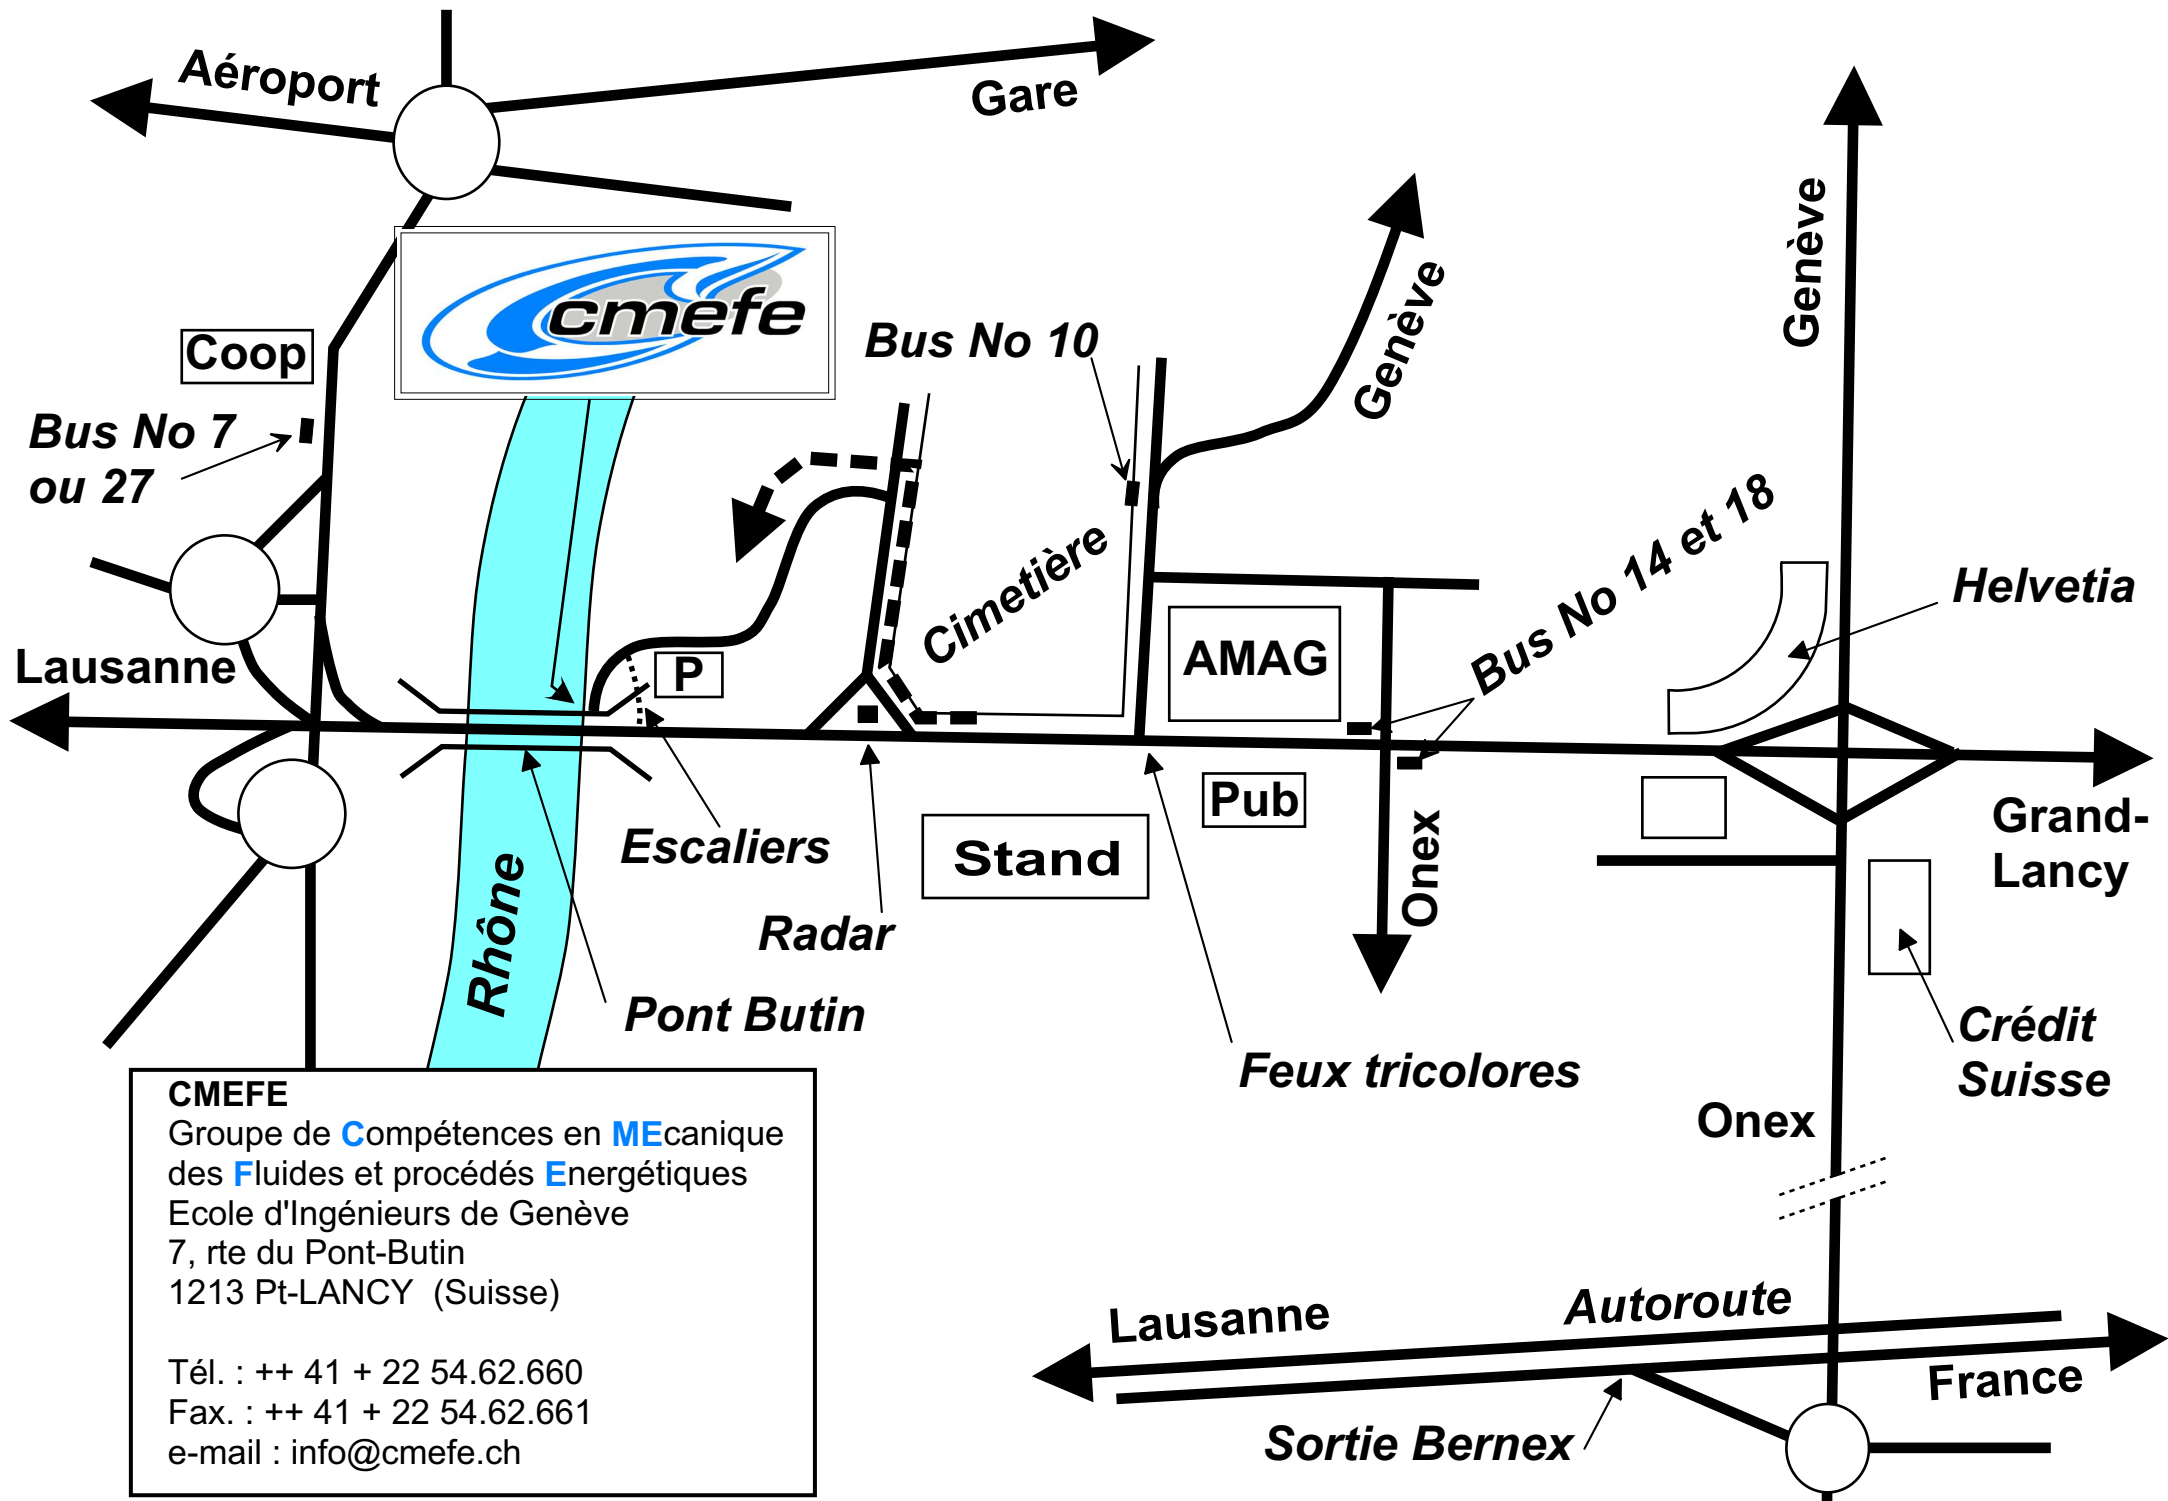 Aéroport
Gare
Genève
Genève
cmefe
Bus No 10
Coop
Bus No 7
ou 27
Bus No 14 et 18
Cimetière
Helvetia
Lausanne
P
AMAG
Pub
Grand-
Lancy
Escaliers
Stand
Onex
Rhône
Radar
Pont Butin
Feux tricolores
Crédit
Suisse
Onex
CMEFE
Groupe de Compétences en MEcanique
des Fluides et procédés Energétiques
Ecole d'Ingénieurs de Genève
7, rte du Pont-Butin
1213 Pt-LANCY (Suisse)
Tél. : ++ 41 + 22 54.62.660
Fax. : ++ 41 + 22 54.62.661
e-mail : info@cmefe.ch
Lausanne
Autoroute
France
Sortie Bernex